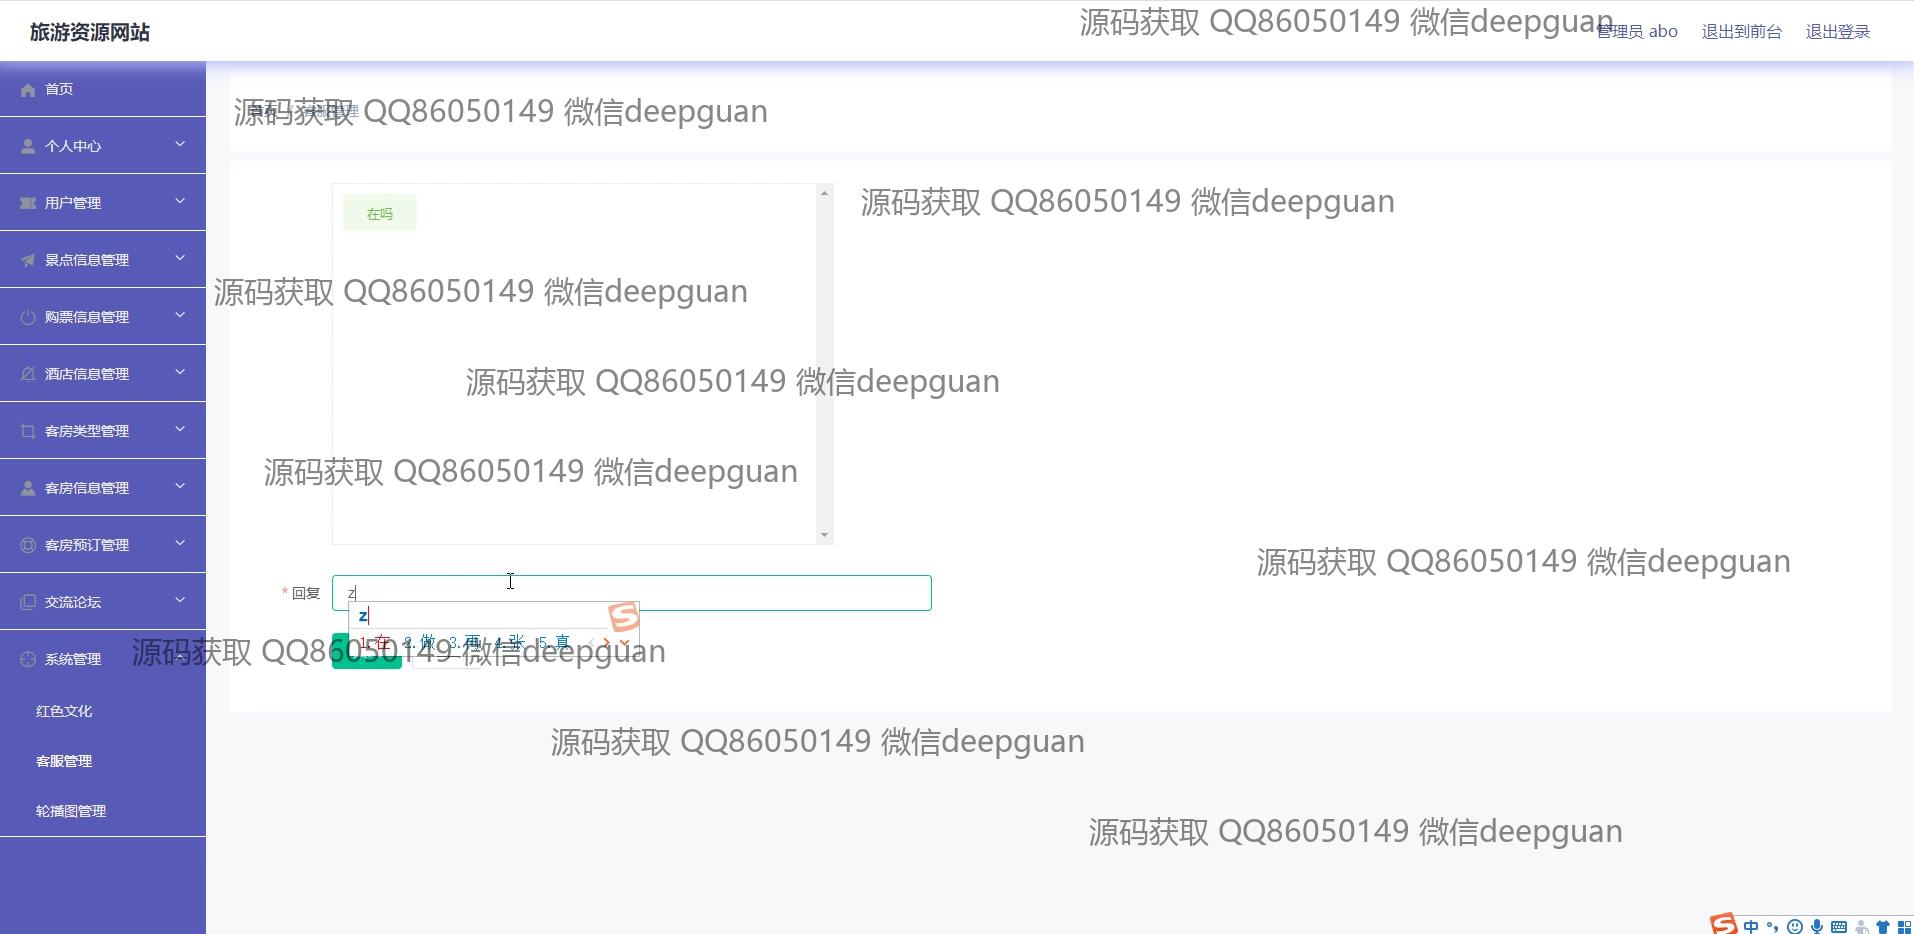 旅游资源网站
源码获取 QQ86050149 微信deepguan
管理员 abo 退出到前台 退出登录
首页
源码获取 QQ86050149 微信deepguan
首页 / 客服管理
个人中心
用户管理
源码获取 QQ86050149 微信deepguan
在吗
景点信息管理
源码获取 QQ86050149 微信deepguan
购票信息管理
酒店信息管理
源码获取 QQ86050149 微信deepguan
客房类型管理
源码获取 QQ86050149 微信deepguan
客房信息管理
客房预订管理
源码获取 QQ86050149 微信deepguan
交流论坛
* 回复 z
z
1.在 2.做 3.再 4.张 5.真
系统管理
源码获取 QQ86050149 微信deepguan
红色文化
源码获取 QQ86050149 微信deepguan
客服管理
轮播图管理
源码获取 QQ86050149 微信deepguan
中